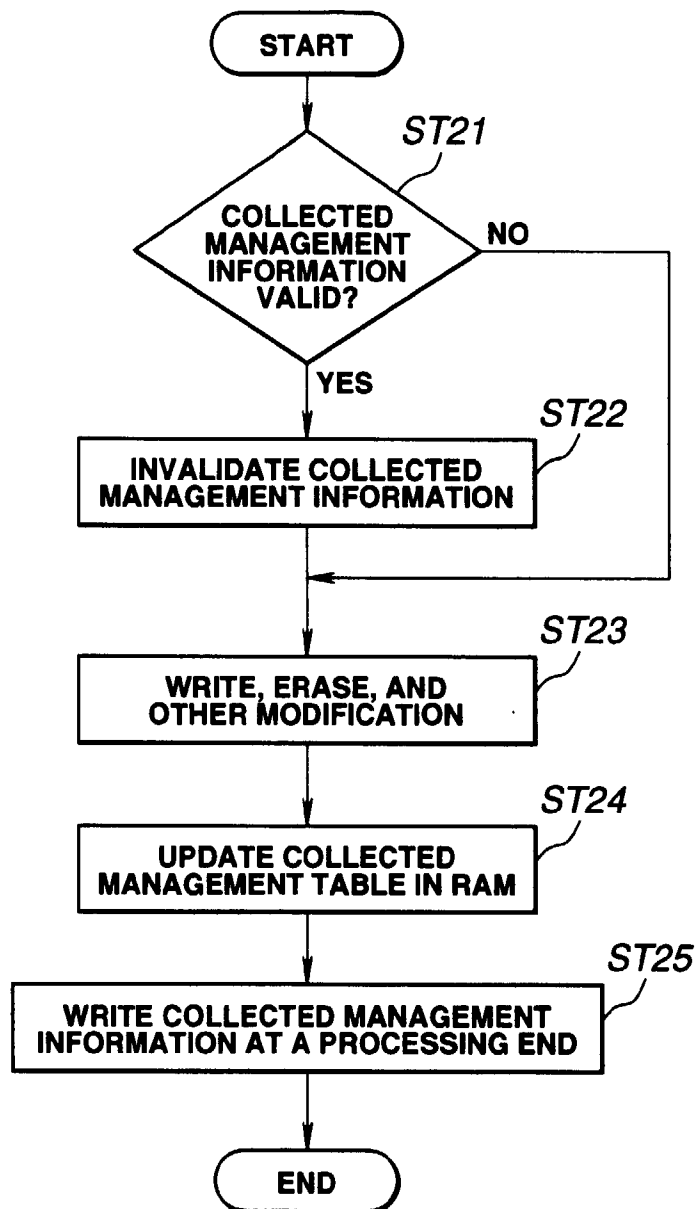 START
ST21
COLLECTED
MANAGEMENT
INFORMATION
VALID?
NO
YES
ST22
INVALIDATE COLLECTED
MANAGEMENT INFORMATION
ST23
WRITE, ERASE, AND
OTHER MODIFICATION
ST24
UPDATE COLLECTED
MANAGEMENT TABLE IN RAM
ST25
WRITE COLLECTED MANAGEMENT
INFORMATION AT A PROCESSING END
END